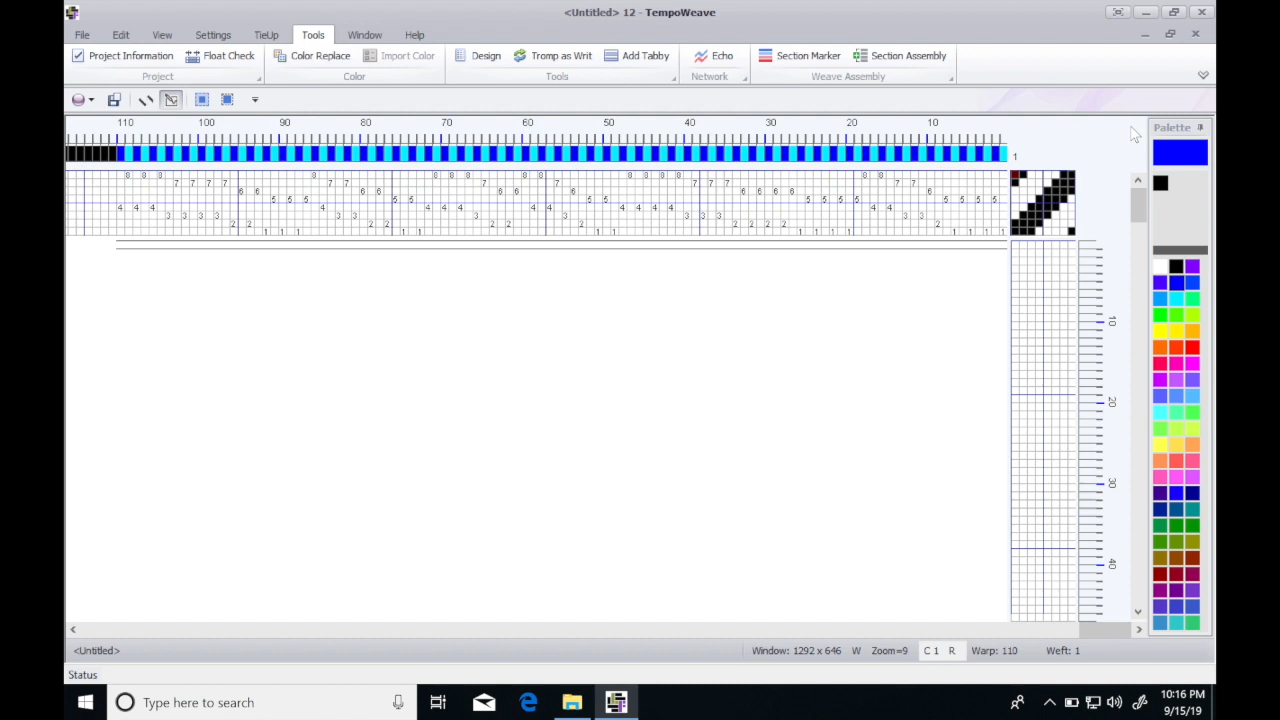 <Untitled> 12 - TempoWeave
File Edit View Settings TieUp Tools Window Help
Project Information Float Check Color Replace Import Color Design Tromp as Writ Add Tabby Echo Section Marker Section Assembly
Project Color Tools Network Weave Assembly
110 100 90 80 70 60 50 40 30 20 10
Palette
1
10
20
30
40
<Untitled> Window: 1292 x 646 W Zoom=9 C 1 R Warp: 110 Weft: 1
Status
Type here to search
10:16 PM
9/15/19